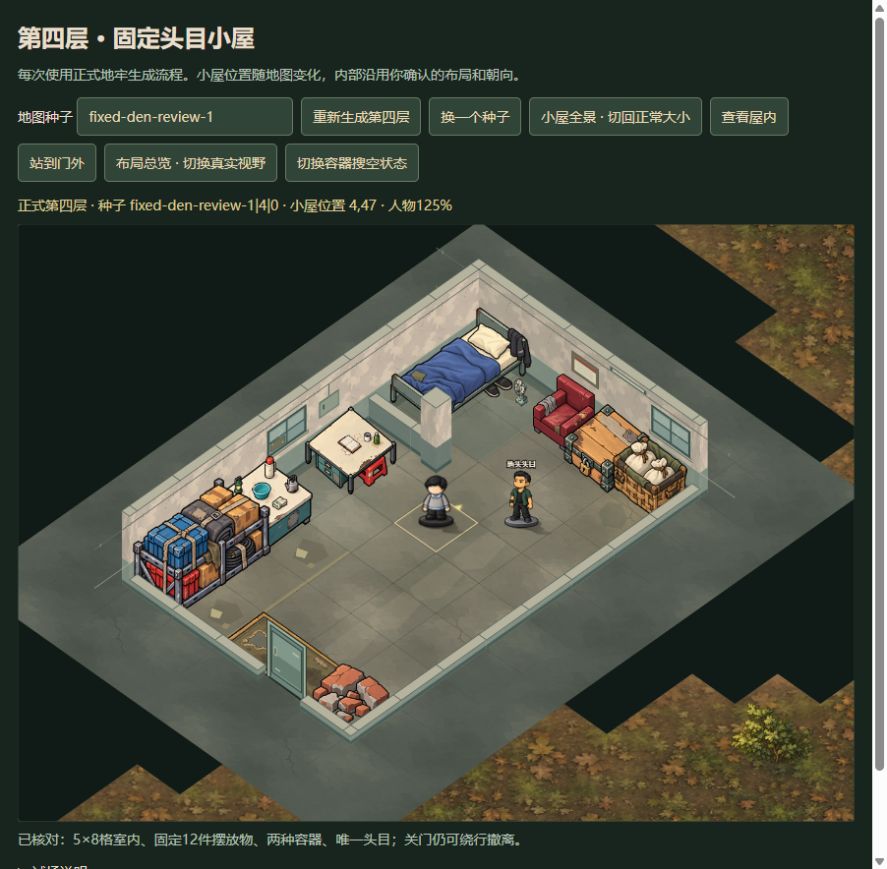 第四层 · 固定头目小屋
每次使用正式地牢生成流程。小屋位置随地图变化，内部沿用你确认的布局和朝向。
地图种子 fixed-den-review-1 重新生成第四层 换一个种子 小屋全景 · 切回正常大小 查看屋内
站到门外 布局总览 · 切换真实视野 切换容器搜空状态
正式第四层 · 种子 fixed-den-review-1|4|0 · 小屋位置 4,47 · 人物125%
已核对：5×8格室内、固定12件摆放物、两种容器、唯一头目；关门仍可绕行撤离。